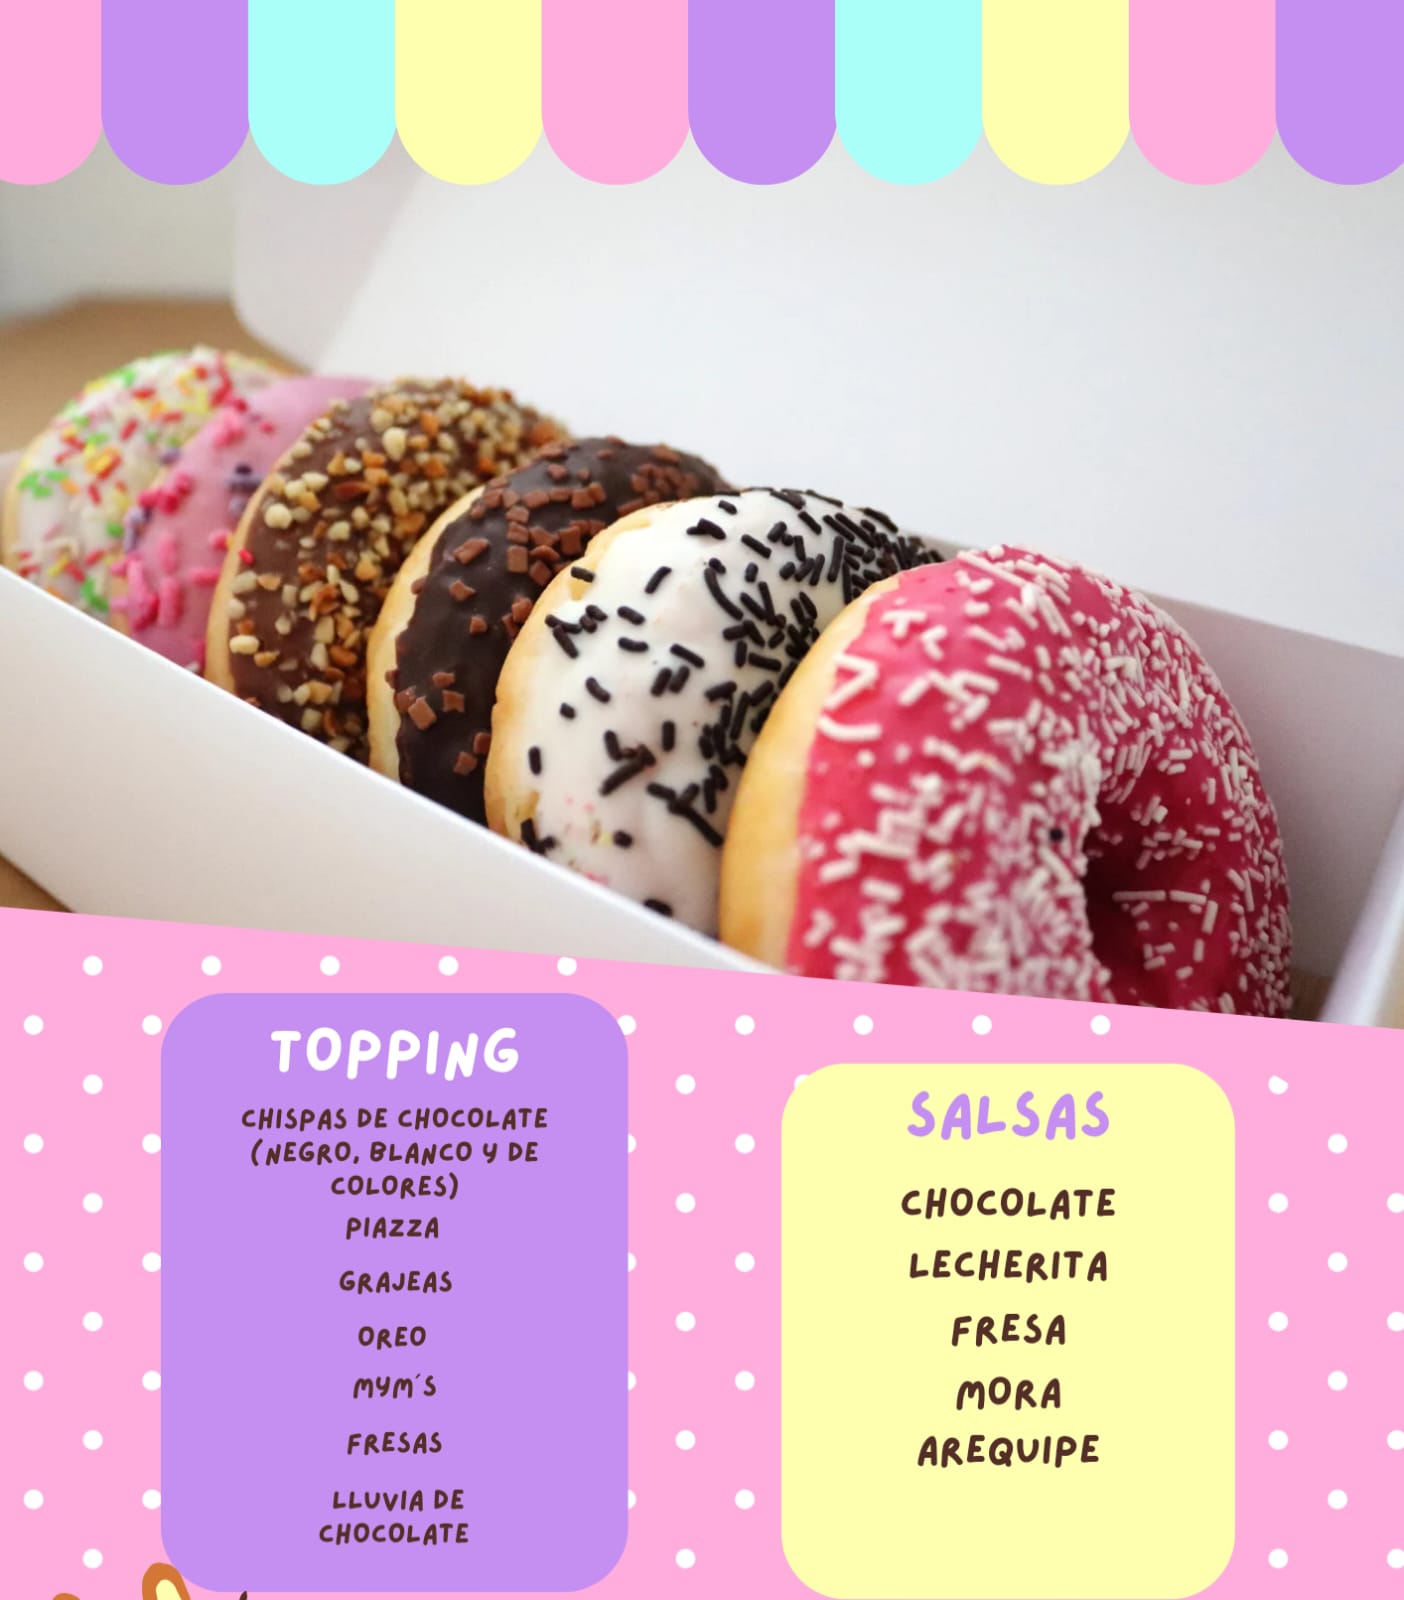 TOPPING
CHISPAS DE CHOCOLATE
(NEGRO, BLANCO Y DE
COLORES)
PIAZZA
GRAJEAS
OREO
MYM´S
FRESAS
LLUVIA DE
CHOCOLATE
SALSAS
CHOCOLATE
LECHERITA
FRESA
MORA
AREQUIPE